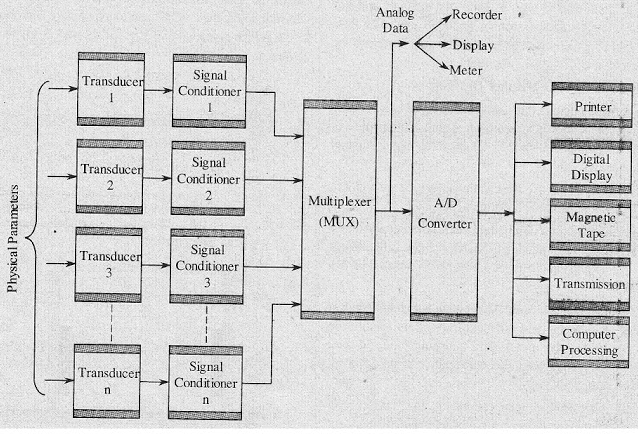 Physical Parameters
Transducer
1
Signal
Conditioner
1
Transducer
2
Signal
Conditioner
2
Transducer
3
Signal
Conditioner
3
Transducer
n
Signal
Conditioner
n
Multiplexer
(MUX)
Analog
Data
Recorder
Display
Meter
A/D
Converter
Printer
Digital
Display
Magnetic
Tape
Transmission
Computer
Processing